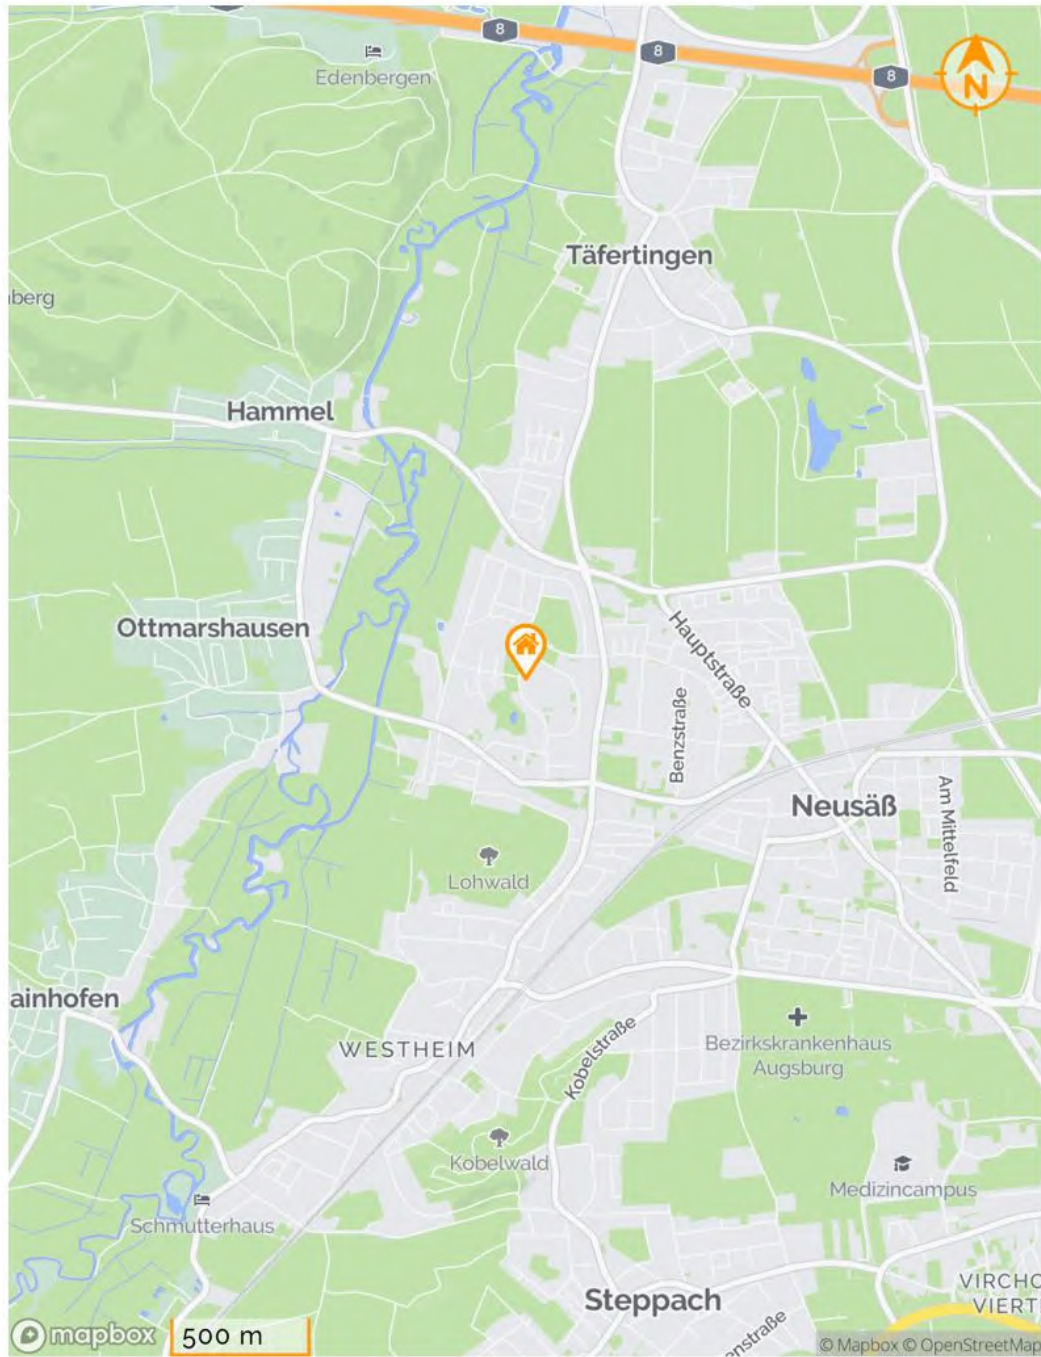 8
8
8
N
Edenbergen
Täfertingen
berg
Hammel
Ottmarshausen
Hauptstraße
Benzstraße
Neusäß
Am Mittelfeld
Lohwald
ainhofen
WESTHEIM
Kobelstraße
Bezirkskrankenhaus
Augsburg
Kobelwald
Medizincampus
Schmutterhaus
Steppach
VIRCHO
VIERT
enstraße
mapbox
500 m
© Mapbox © OpenStreetMap